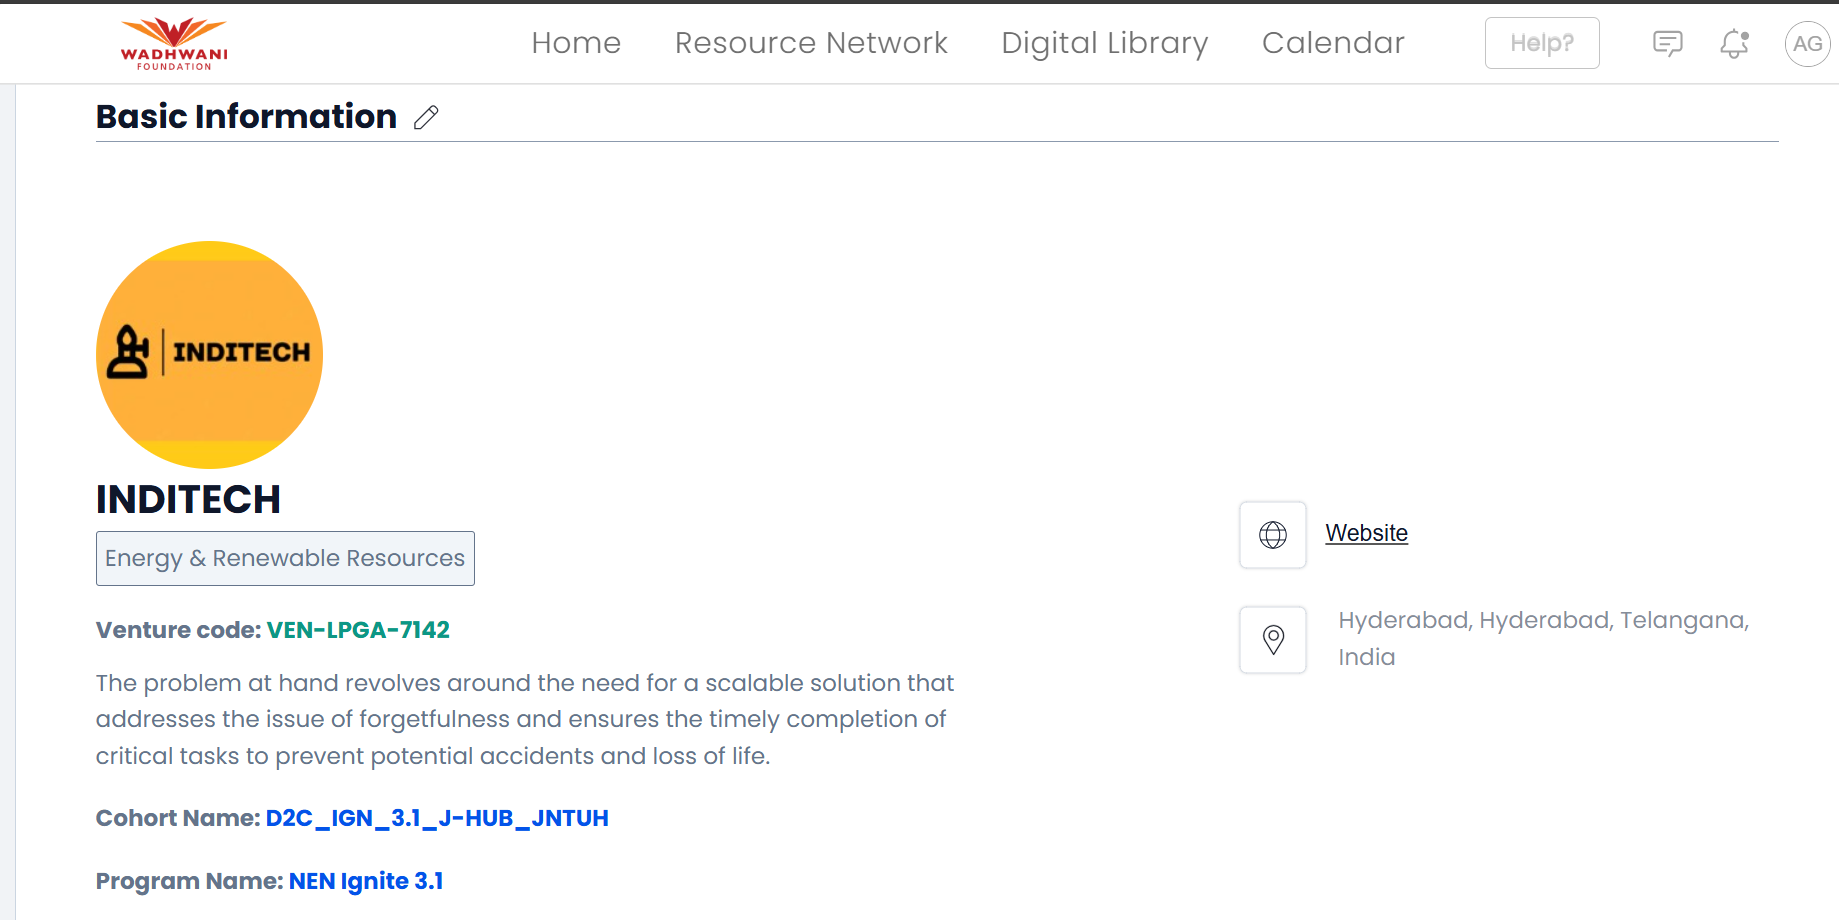 WADHWANI
FOUNDATION
Home Resource Network Digital Library Calendar Help? AG
Basic Information
INDITECH
INDITECH
Energy & Renewable Resources
Website
Venture code: VEN-LPGA-7142
Hyderabad, Hyderabad, Telangana,
India
The problem at hand revolves around the need for a scalable solution that
addresses the issue of forgetfulness and ensures the timely completion of
critical tasks to prevent potential accidents and loss of life.
Cohort Name: D2C_IGN_3.1_J-HUB_JNTUH
Program Name: NEN Ignite 3.1